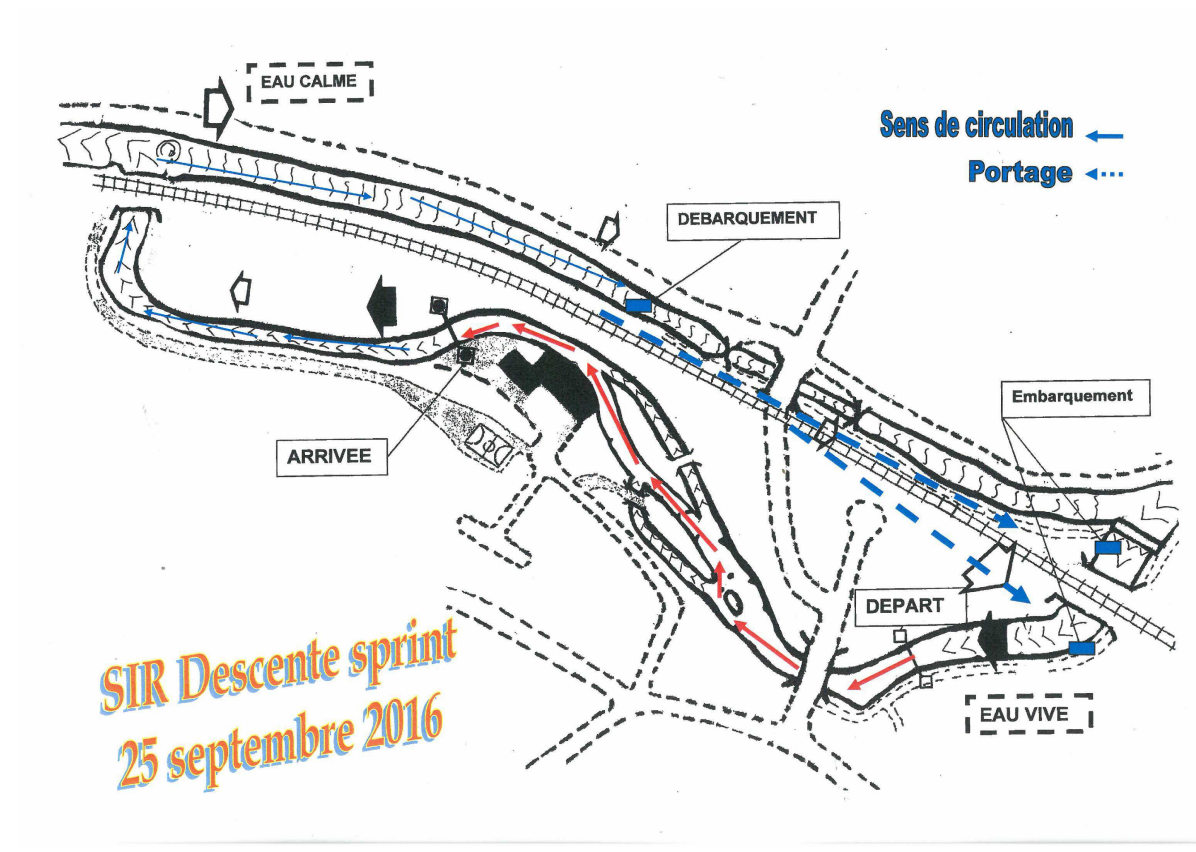 EAU CALME
Sens de circulation
Portage
DEBARQUEMENT
Embarquement
ARRIVEE
DEPART
EAU VIVE
SIR Descente sprint
25 septembre 2016